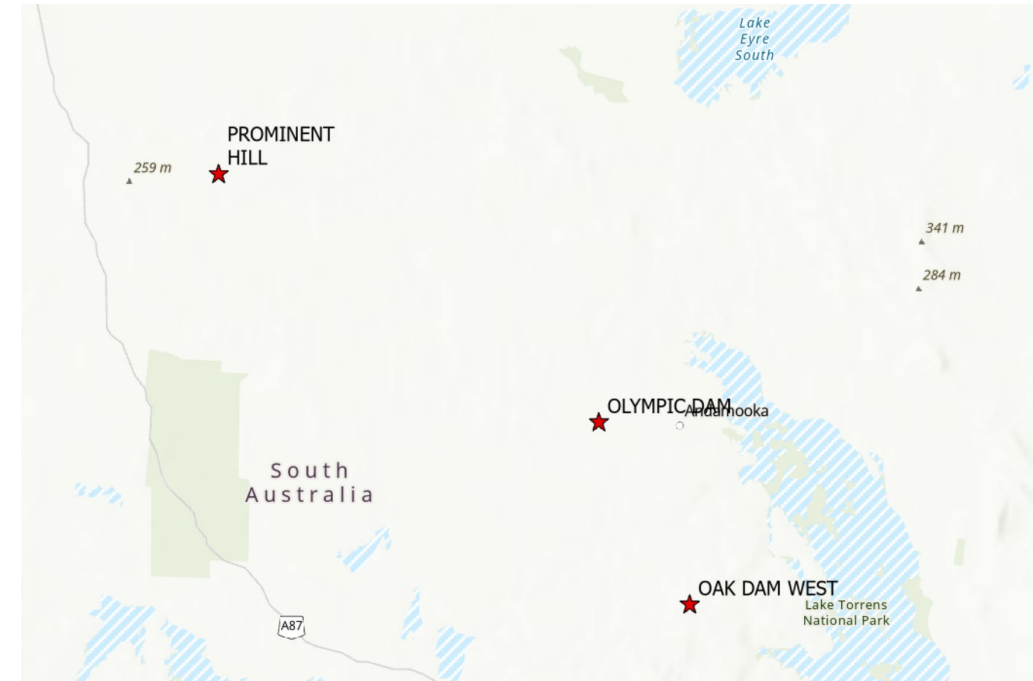 Lake
Eyre
South
PROMINENT
HILL
259 m
341 m
284 m
OLYMPIC DAM
Andamooka
South
Australia
OAK DAM WEST
Lake Torrens
National Park
A87